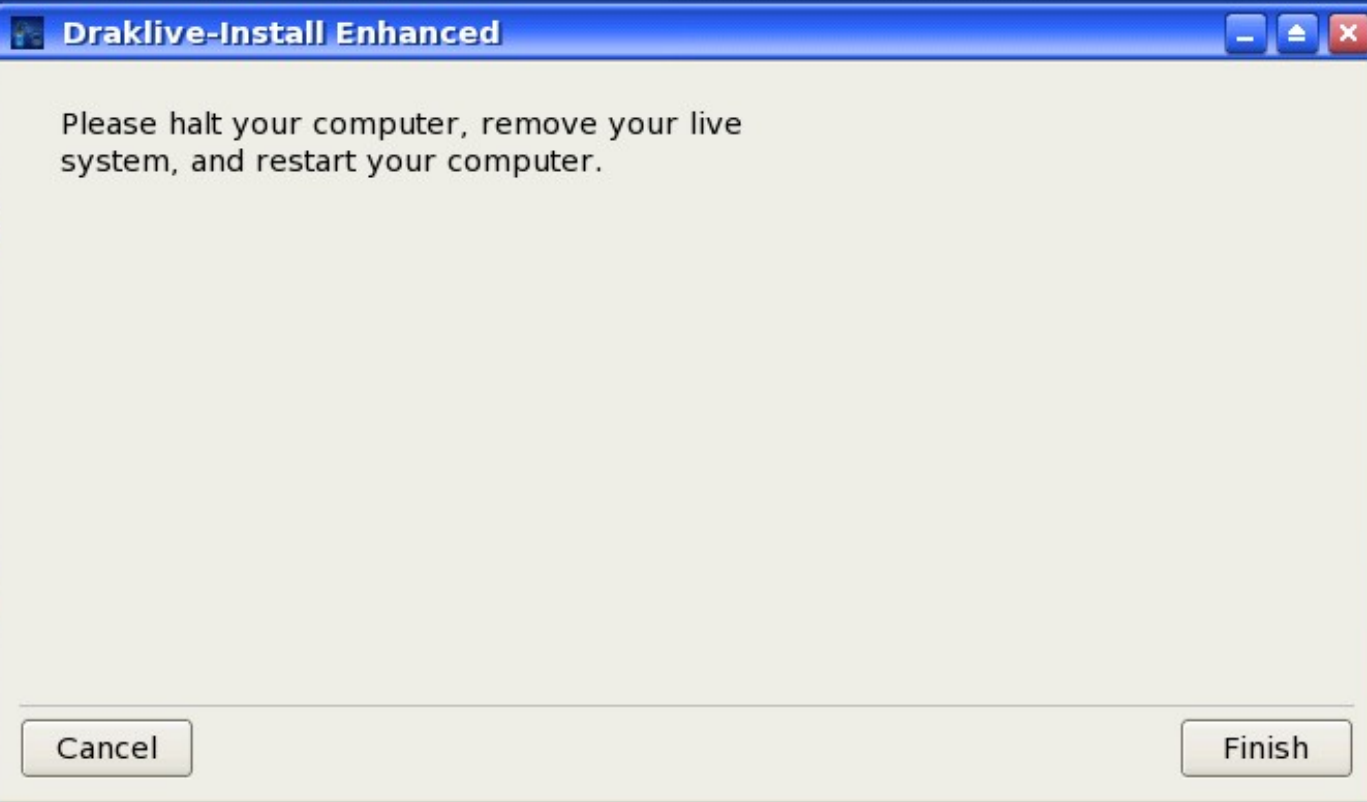 Draklive-Install Enhanced
Please halt your computer, remove your live
system, and restart your computer.
Cancel
Finish